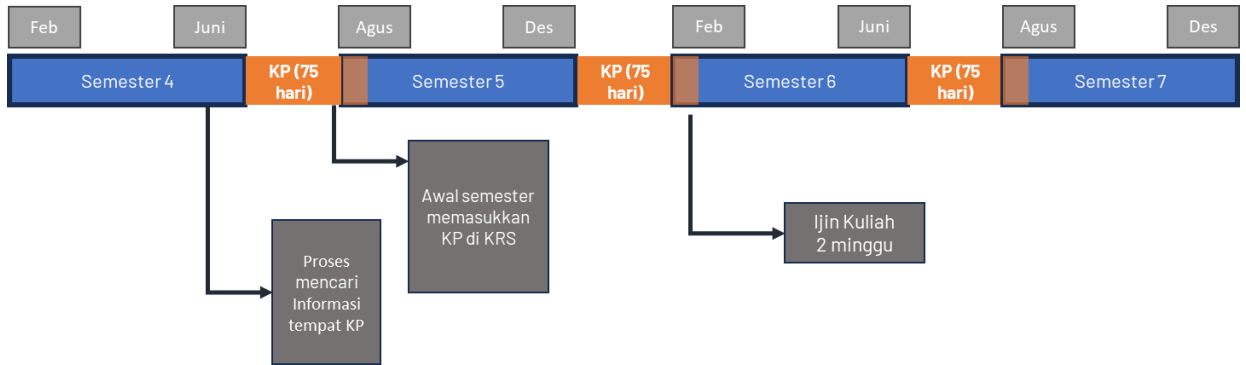 Feb
Juni
Agus
Des
Feb
Juni
Agus
Des
Semester 4
KP (75
hari)
Semester 5
KP (75
hari)
Semester 6
KP (75
hari)
Semester 7
Awal semester
memasukkan
KP di KRS
Ijin Kuliah
2 minggu
Proses
mencari
Informasi
tempat KP